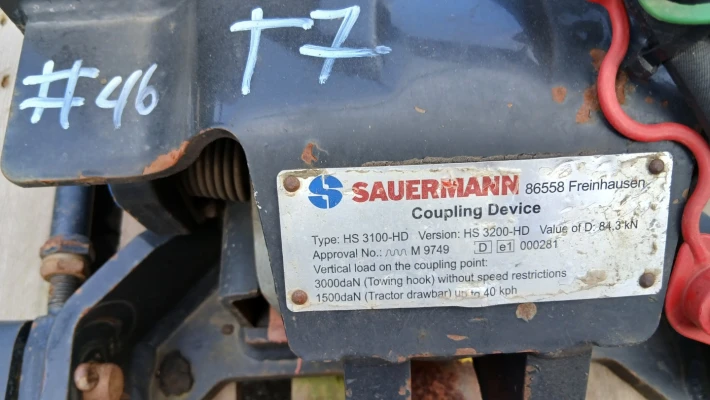 T7
#46
SAUERMANN 86558 Freinhausen
Coupling Device
Type: HS 3100-HD Version: HS 3200-HD Value of D: 84,3 kN
Approval No.: M 9749 D e1 000281
Vertical load on the coupling point:
3000daN (Towing hook) without speed restrictions
1500daN (Tractor drawbar) up to 40 kph